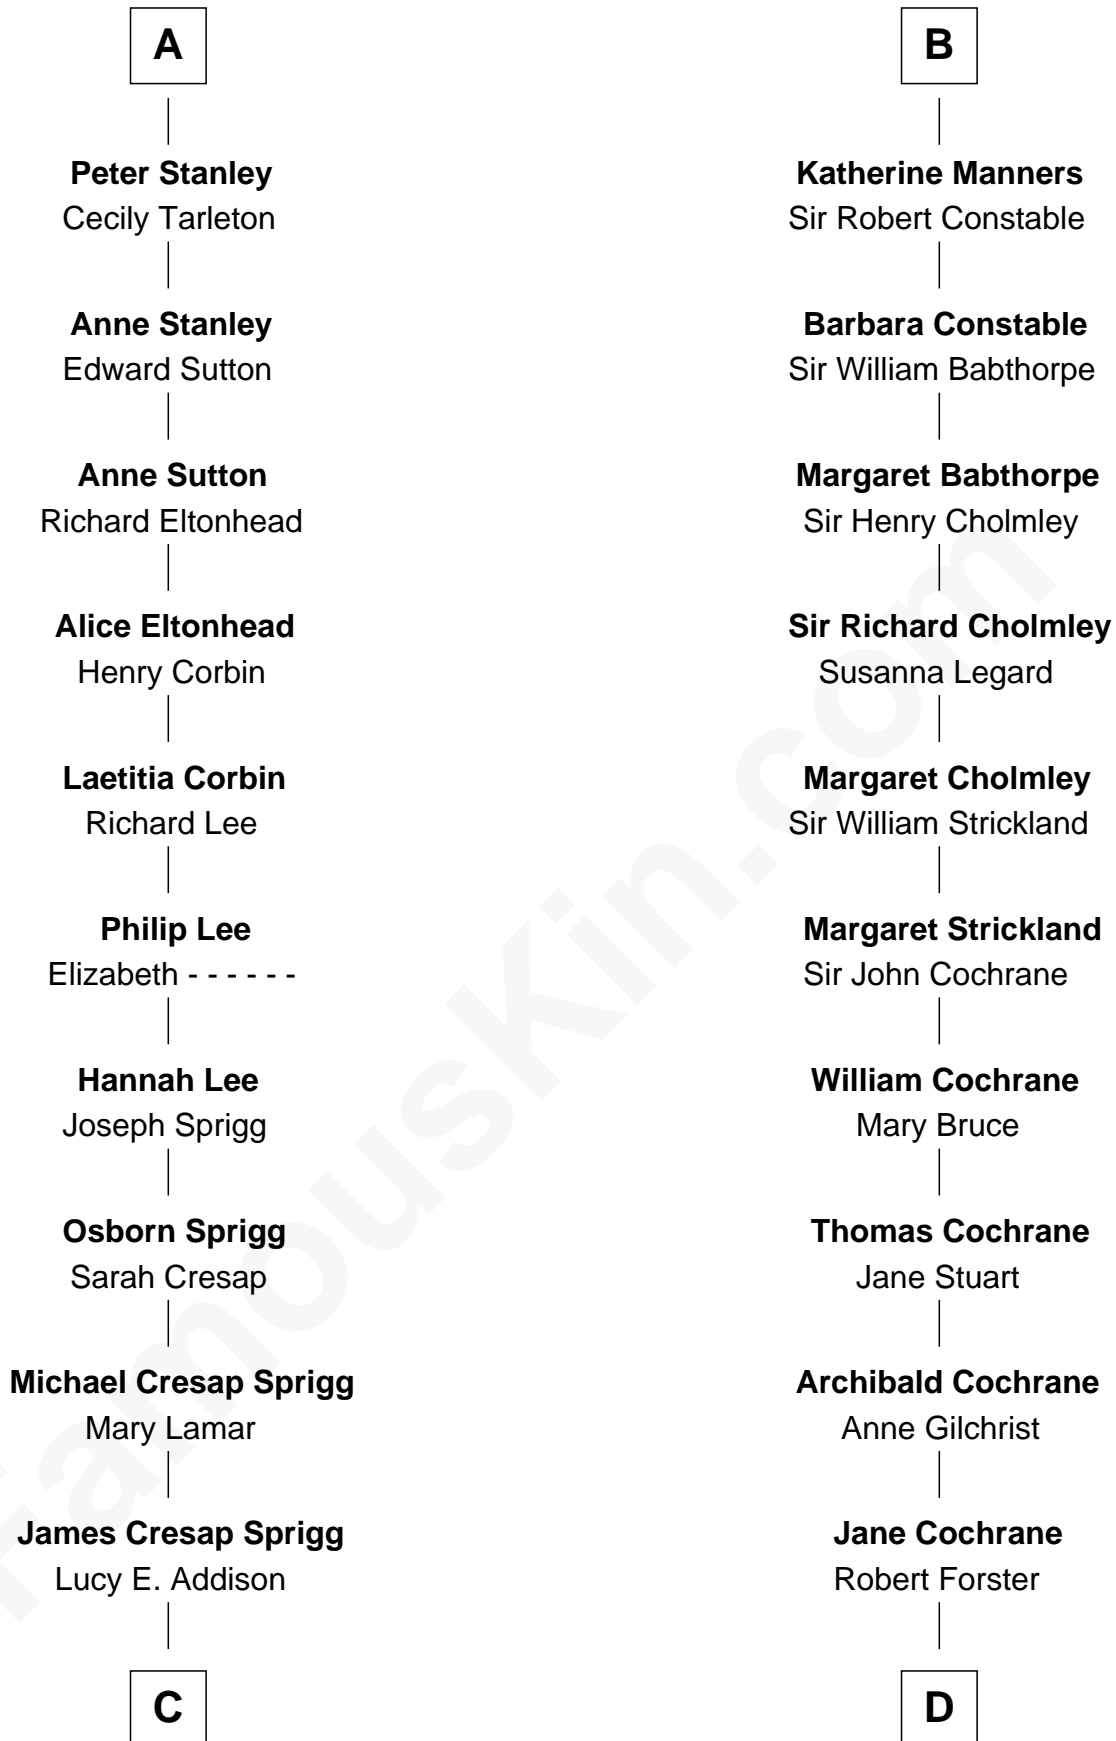 A
Peter Stanley
Cecily Tarleton
Anne Stanley
Edward Sutton
Anne Sutton
Richard Eltonhead
Alice Eltonhead
Henry Corbin
Laetitia Corbin
Richard Lee
Philip Lee
Elizabeth - - - - - -
Hannah Lee
Joseph Sprigg
Osborn Sprigg
Sarah Cresap
Michael Cresap Sprigg
Mary Lamar
James Cresap Sprigg
Lucy E. Addison
C
B
Katherine Manners
Sir Robert Constable
Barbara Constable
Sir William Babthorpe
Margaret Babthorpe
Sir Henry Cholmley
Sir Richard Cholmley
Susanna Legard
Margaret Cholmley
Sir William Strickland
Margaret Strickland
Sir John Cochrane
William Cochrane
Mary Bruce
Thomas Cochrane
Jane Stuart
Archibald Cochrane
Anne Gilchrist
Jane Cochrane
Robert Forster
D
FamousKin.com